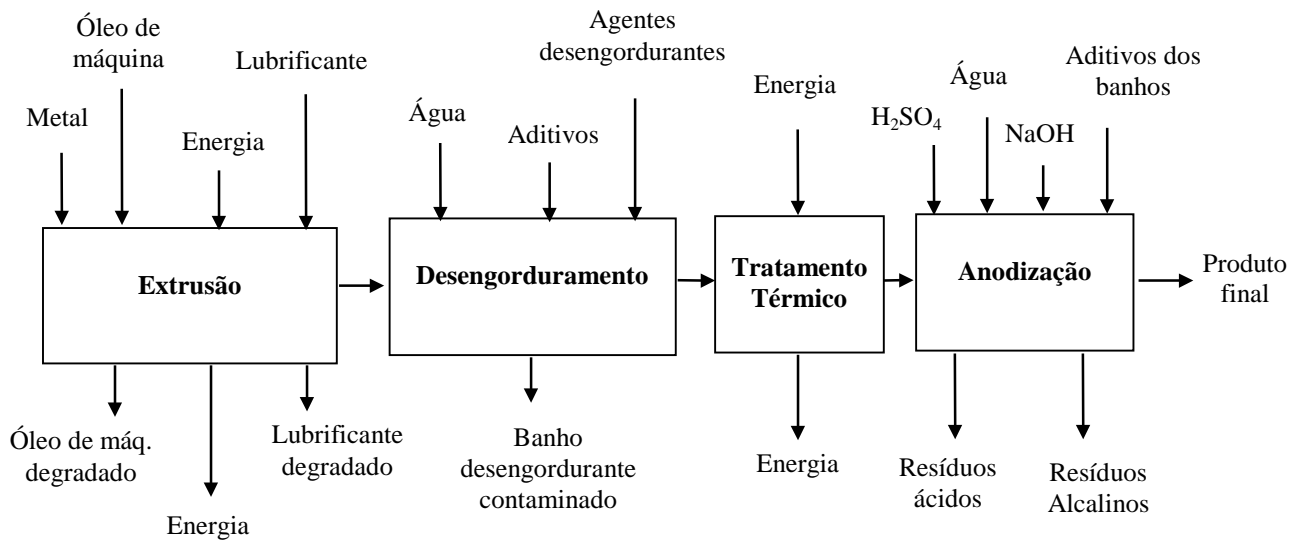 Óleo de
máquina
Lubrificante
Agentes
desengordurantes
Metal
Energia
Água
Aditivos
Energia
H₂SO₄
Água
NaOH
Aditivos dos
banhos
Extrusão
Desengorduramento
Tratamento
Térmico
Anodização
Produto
final
Óleo de máq.
degradado
Energia
Lubrificante
degradado
Banho
desengordurante
contaminado
Energia
Resíduos
ácidos
Resíduos
Alcalinos